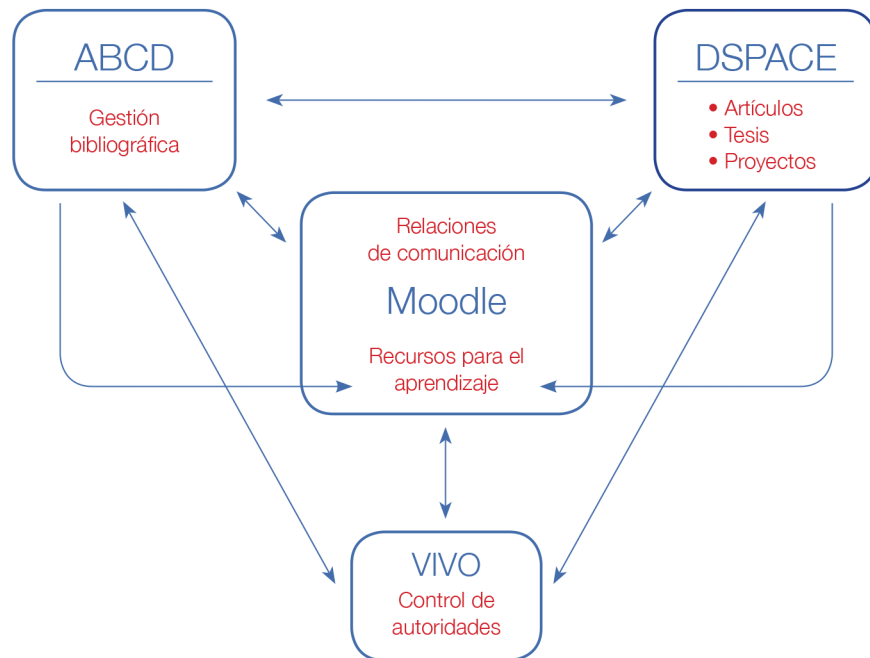 ABCD
Gestión
bibliográfica
DSPACE
• Artículos
• Tesis
• Proyectos
Relaciones
de comunicación
Moodle
Recursos para el
aprendizaje
VIVO
Control de
autoridades